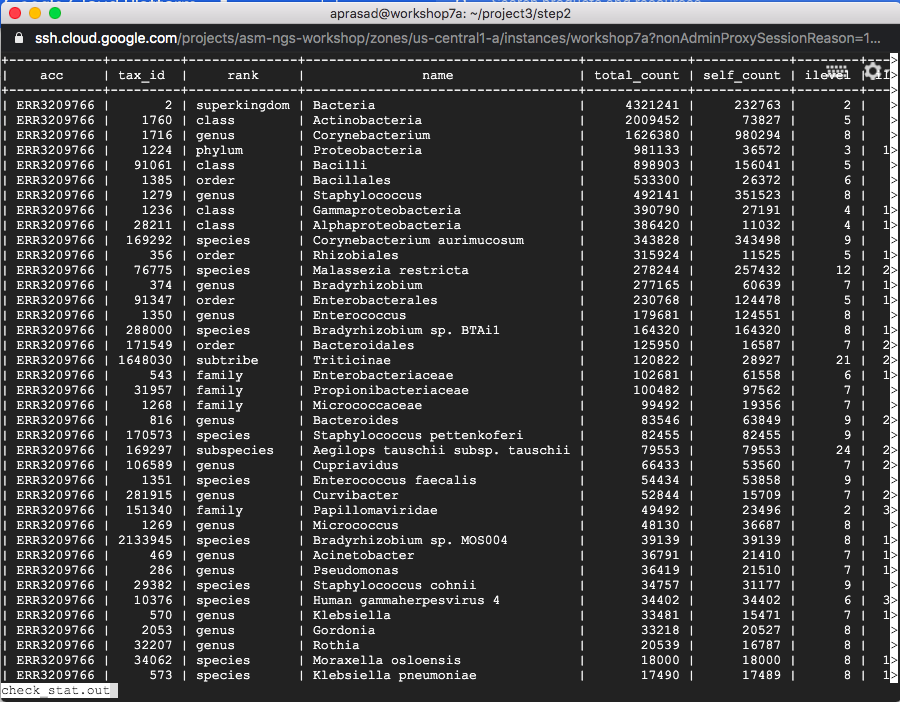 aprasad@workshop7a: ~/project3/step2
ssh.cloud.google.com/projects/asm-ngs-workshop/zones/us-central1-a/instances/workshop7a?nonAdminProxySessionReason=1...
| acc | tax_id | rank | name | total_count | self_count | ilevel |
| ERR3209766 | 2 | superkingdom | Bacteria | 4321241 | 232763 | 2 | >
| ERR3209766 | 1760 | class | Actinobacteria | 2009452 | 73827 | 5 | >
| ERR3209766 | 1716 | genus | Corynebacterium | 1626380 | 980294 | 8 | >
| ERR3209766 | 1224 | phylum | Proteobacteria | 981133 | 36572 | 3 | 1>
| ERR3209766 | 91061 | class | Bacilli | 898903 | 156041 | 5 | >
| ERR3209766 | 1385 | order | Bacillales | 533300 | 26372 | 6 | >
| ERR3209766 | 1279 | genus | Staphylococcus | 492141 | 351523 | 8 | >
| ERR3209766 | 1236 | class | Gammaproteobacteria | 390790 | 27191 | 4 | 1>
| ERR3209766 | 28211 | class | Alphaproteobacteria | 386420 | 11032 | 4 | 1>
| ERR3209766 | 169292 | species | Corynebacterium aurimucosum | 343828 | 343498 | 9 | >
| ERR3209766 | 356 | order | Rhizobiales | 315924 | 11525 | 5 | 1>
| ERR3209766 | 76775 | species | Malassezia restricta | 278244 | 257432 | 12 | 2>
| ERR3209766 | 374 | genus | Bradyrhizobium | 277165 | 60639 | 7 | 1>
| ERR3209766 | 91347 | order | Enterobacterales | 230768 | 124478 | 5 | 1>
| ERR3209766 | 1350 | genus | Enterococcus | 179681 | 124551 | 8 | >
| ERR3209766 | 288000 | species | Bradyrhizobium sp. BTAi1 | 164320 | 164320 | 8 | 1>
| ERR3209766 | 171549 | order | Bacteroidales | 125950 | 16587 | 7 | 2>
| ERR3209766 | 1648030 | subtribe | Triticinae | 120822 | 28927 | 21 | 2>
| ERR3209766 | 543 | family | Enterobacteriaceae | 102681 | 61558 | 6 | 1>
| ERR3209766 | 31957 | family | Propionibacteriaceae | 100482 | 97562 | 7 | >
| ERR3209766 | 1268 | family | Micrococcaceae | 99492 | 19356 | 7 | >
| ERR3209766 | 816 | genus | Bacteroides | 83546 | 63849 | 9 | 2>
| ERR3209766 | 170573 | species | Staphylococcus pettenkoferi | 82455 | 82455 | 9 | >
| ERR3209766 | 169297 | subspecies | Aegilops tauschii subsp. tauschii | 79553 | 79553 | 24 | 2>
| ERR3209766 | 106589 | genus | Cupriavidus | 66433 | 53560 | 7 | 2>
| ERR3209766 | 1351 | species | Enterococcus faecalis | 54434 | 53858 | 9 | >
| ERR3209766 | 281915 | genus | Curvibacter | 52844 | 15709 | 7 | 2>
| ERR3209766 | 151340 | family | Papillomaviridae | 49492 | 23496 | 2 | 3>
| ERR3209766 | 1269 | genus | Micrococcus | 48130 | 36687 | 8 | >
| ERR3209766 | 2133945 | species | Bradyrhizobium sp. MOS004 | 39139 | 39139 | 8 | 1>
| ERR3209766 | 469 | genus | Acinetobacter | 36791 | 21410 | 7 | 1>
| ERR3209766 | 286 | genus | Pseudomonas | 36419 | 21510 | 7 | 1>
| ERR3209766 | 29382 | species | Staphylococcus cohnii | 34757 | 31177 | 9 | >
| ERR3209766 | 10376 | species | Human gammaherpesvirus 4 | 34402 | 34402 | 6 | 3>
| ERR3209766 | 570 | genus | Klebsiella | 33481 | 15471 | 7 | 1>
| ERR3209766 | 2053 | genus | Gordonia | 33218 | 20527 | 8 | >
| ERR3209766 | 32207 | genus | Rothia | 20539 | 16787 | 8 | >
| ERR3209766 | 34062 | species | Moraxella osloensis | 18000 | 18000 | 8 | 1>
| ERR3209766 | 573 | species | Klebsiella pneumoniae | 17490 | 17489 | 8 | 1>
check_stat.out